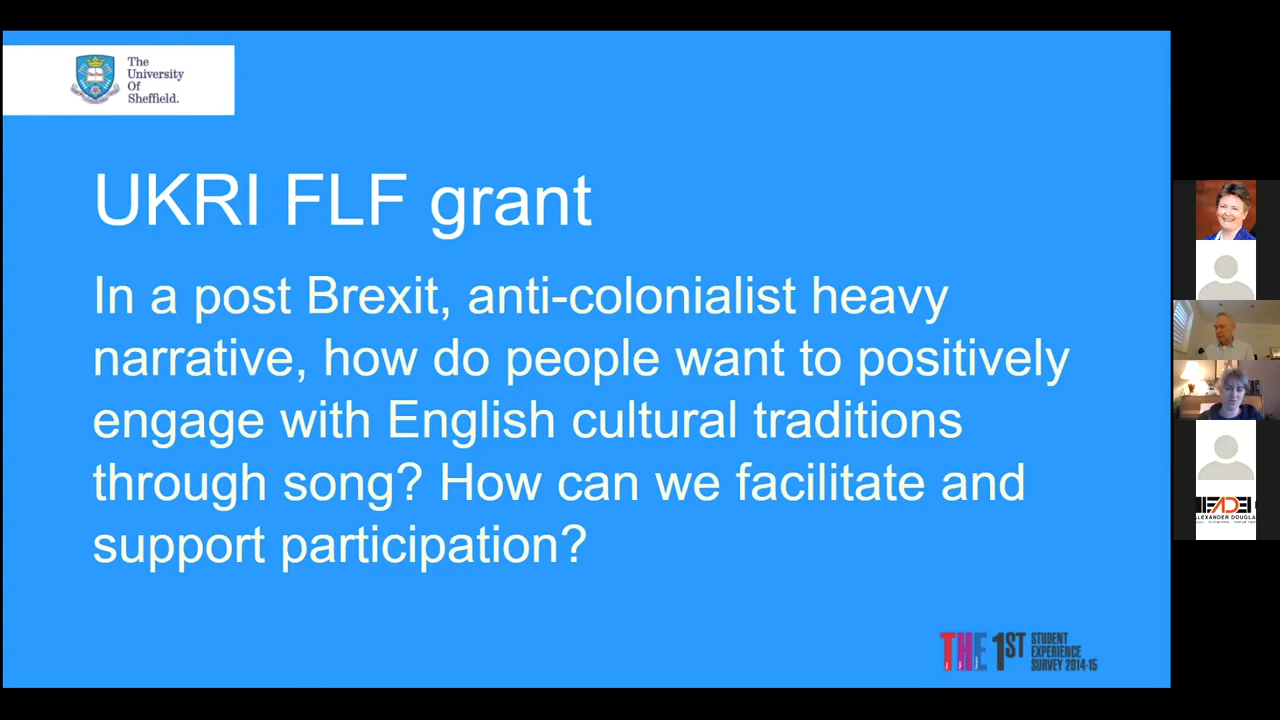 The
University
Of
Sheffield.
UKRI FLF grant
In a post Brexit, anti-colonialist heavy
narrative, how do people want to positively
engage with English cultural traditions
through song? How can we facilitate and
support participation?
THE 1ST STUDENT
EXPERIENCE
SURVEY 2014-15
ALEXANDER DOUGLA